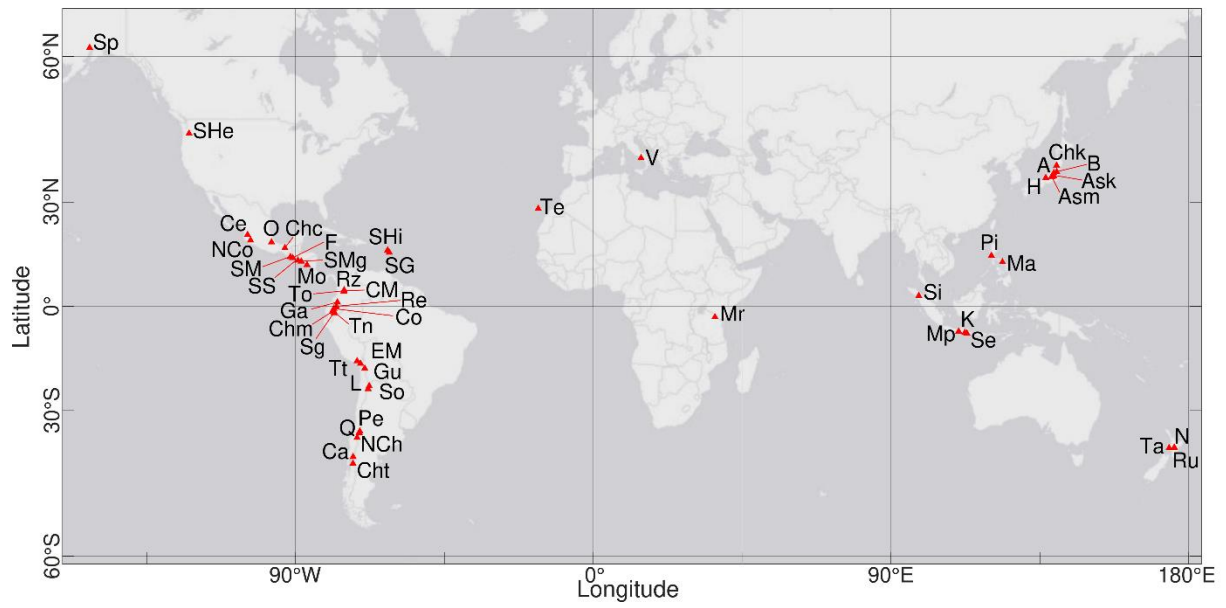 60°N
Sp
SHe
V
Chk
A
B
H
Ask
Asm
30°N
Te
Ce
O
Chc
F
SHi
NCo
SM
SMg
SG
SS
Mo
Pi
Ma
To
Rz
CM
Si
0°
Ga
Re
Mr
Chm
Tn
Co
Mp
K
Se
Sg
EM
Tt
Gu
L
So
30°S
Pe
Q
NCh
Ca
Cht
N
Ta
Ru
60°S
90°W
0°
90°E
180°E
Latitude
Longitude